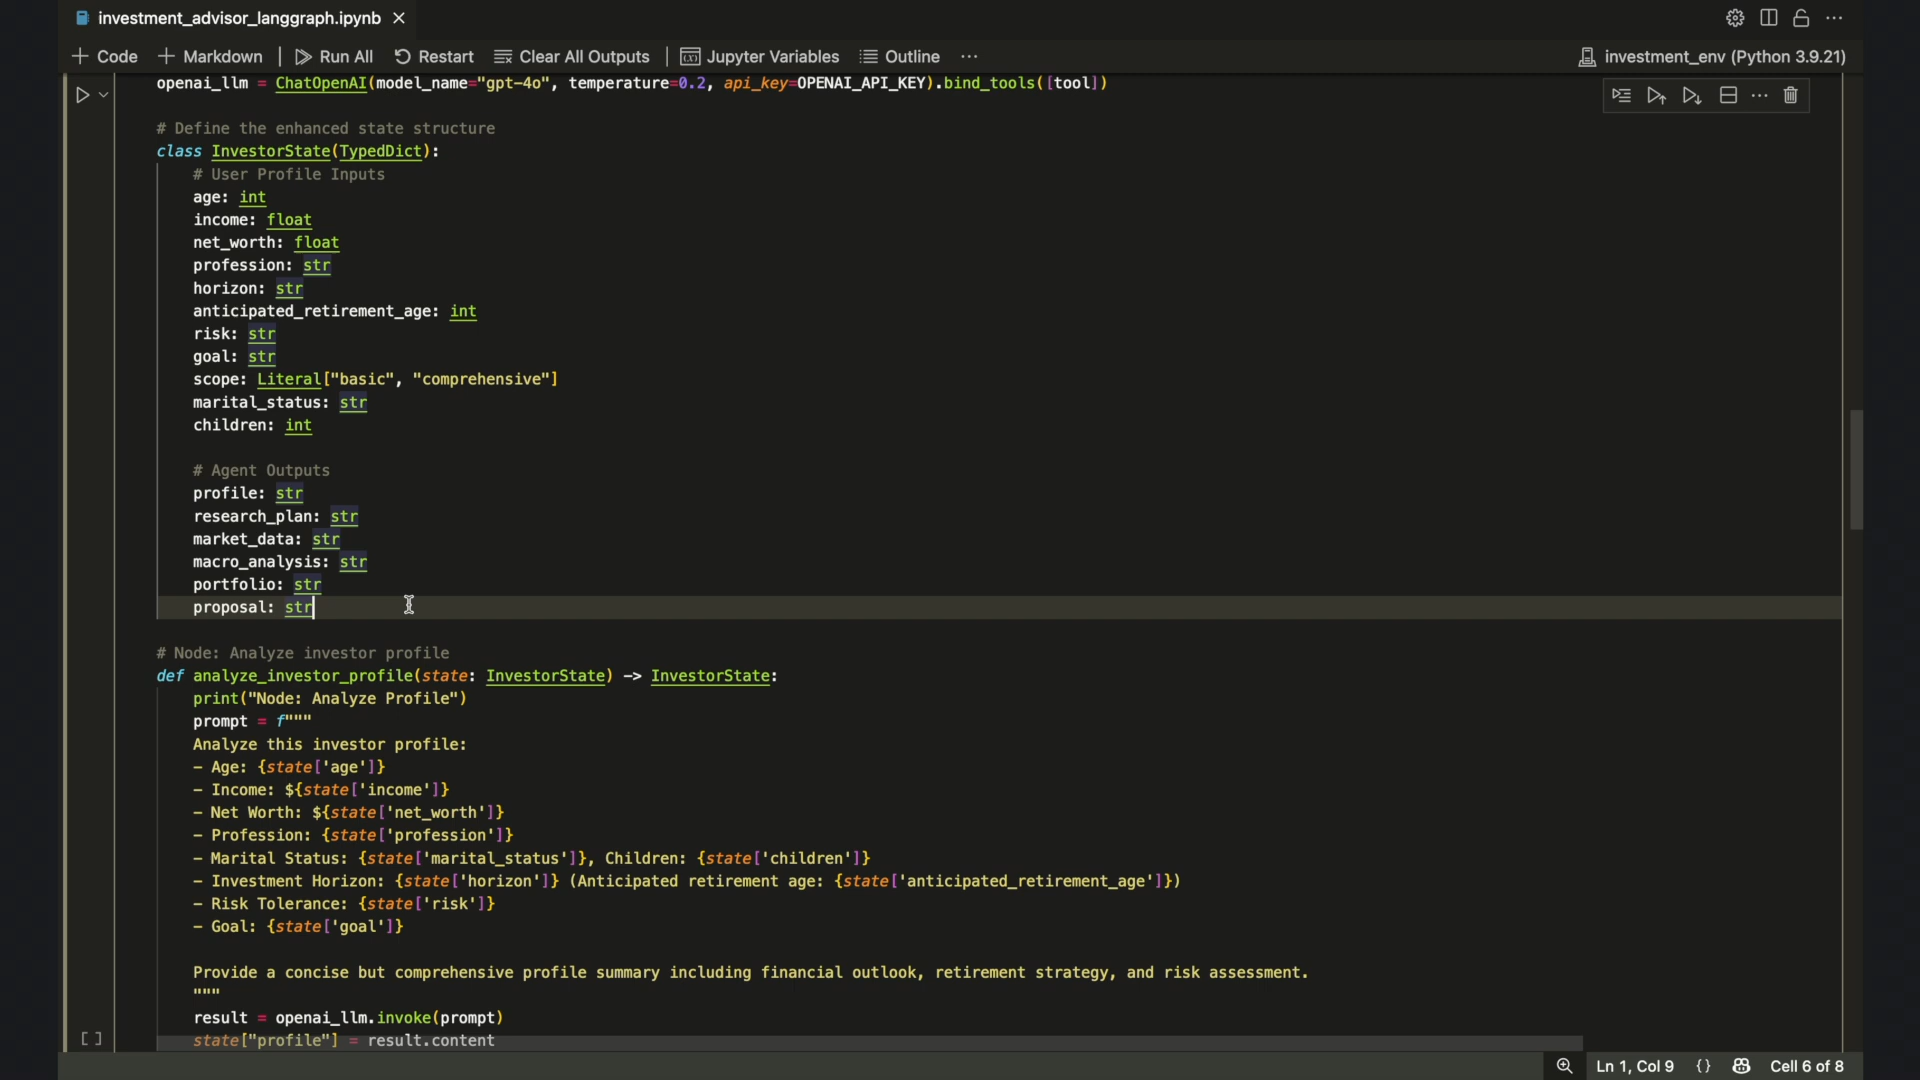 investment_advisor_langgraph.ipynb
Code Markdown Run All Restart Clear All Outputs Jupyter Variables Outline ... investment_env (Python 3.9.21)
openai_llm = ChatOpenAI(model_name="gpt-4o", temperature=0.2, api_key=OPENAI_API_KEY).bind_tools([tool])
# Define the enhanced state structure
class InvestorState(TypedDict):
# User Profile Inputs
age: int
income: float
net_worth: float
profession: str
horizon: str
anticipated_retirement_age: int
risk: str
goal: str
scope: Literal["basic", "comprehensive"]
marital_status: str
children: int
# Agent Outputs
profile: str
research_plan: str
market_data: str
macro_analysis: str
portfolio: str
proposal: str
# Node: Analyze investor profile
def analyze_investor_profile(state: InvestorState) -> InvestorState:
print("Node: Analyze Profile")
prompt = f"""
Analyze this investor profile:
- Age: {state['age']}
- Income: ${state['income']}
- Net Worth: ${state['net_worth']}
- Profession: {state['profession']}
- Marital Status: {state['marital_status']}, Children: {state['children']}
- Investment Horizon: {state['horizon']} (Anticipated retirement age: {state['anticipated_retirement_age']})
- Risk Tolerance: {state['risk']}
- Goal: {state['goal']}
Provide a concise but comprehensive profile summary including financial outlook, retirement strategy, and risk assessment.
"""
result = openai_llm.invoke(prompt)
[ ] state["profile"] = result.content
Ln 1, Col 9 {} Cell 6 of 8